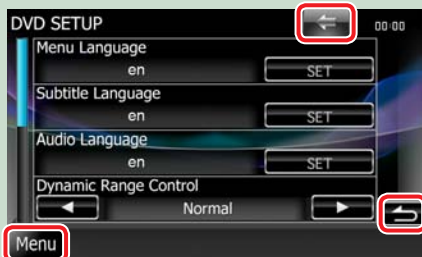 DVD SETUP 00:00
Menu Language
en SET
Subtitle Language
en SET
Audio Language
en SET
Dynamic Range Control
Normal
Menu